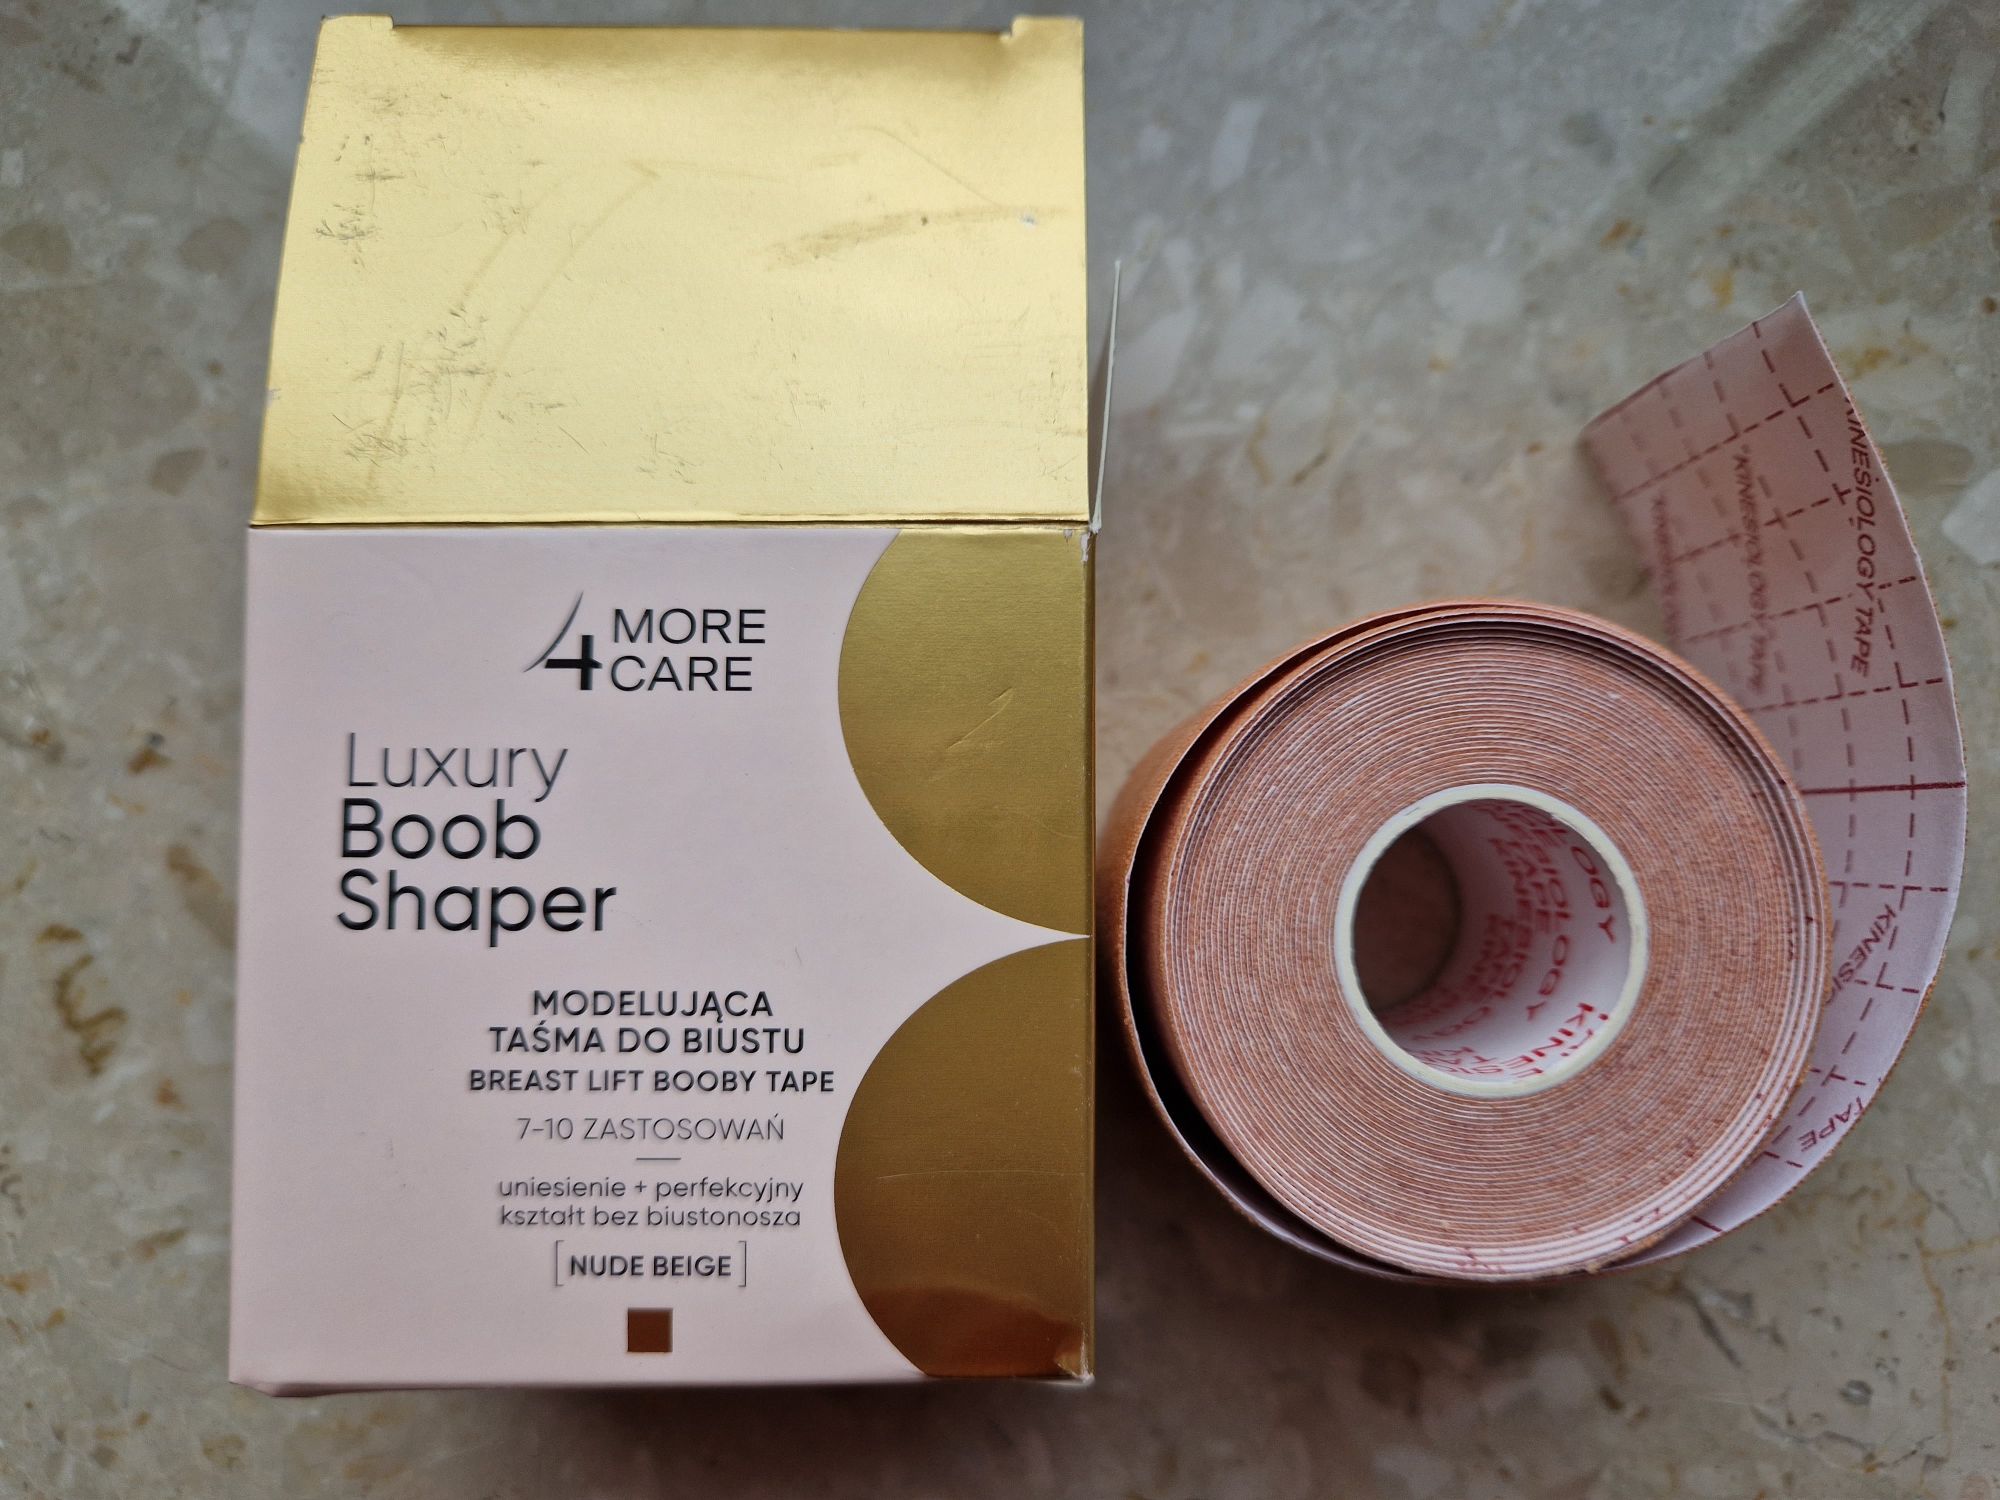 4 MORE
CARE
Luxury
Boob
Shaper
MODELUJĄCA
TAŚMA DO BIUSTU
BREAST LIFT BOOBY TAPE
7-10 ZASTOSOWAŃ
uniesienie + perfekcyjny
kształt bez biustonosza
[NUDE BEIGE]
KINESIOLOGY TAPE
KINESIOLOGY TAPE
TAPE